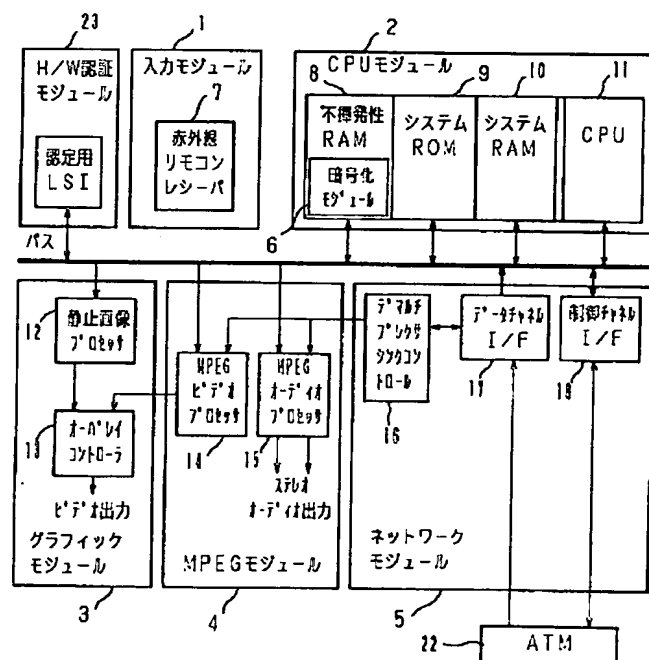 23
H/W認証
モジュール
認定用
LSI
1
入力モジュール
7
赤外線
リモコン
レシーバ
2
CPUモジュール
8
9
10
11
不揮発性
RAM
暗号化
モジュール
6
システム
ROM
システム
RAM
CPU
バス
12
静止画像
プロセッサ
13
オーバレイ
コントローラ
ビデオ出力
グラフィック
モジュール
3
MPEG
ビデオ
プロセッサ
14
MPEG
オーディオ
プロセッサ
15
ステレオ
オーディオ出力
MPEGモジュール
4
デマルチ
プレクサ
シンクコン
トロール
16
データチャネル
I/F
17
制御チャネル
I/F
18
ネットワーク
モジュール
5
22
ATM